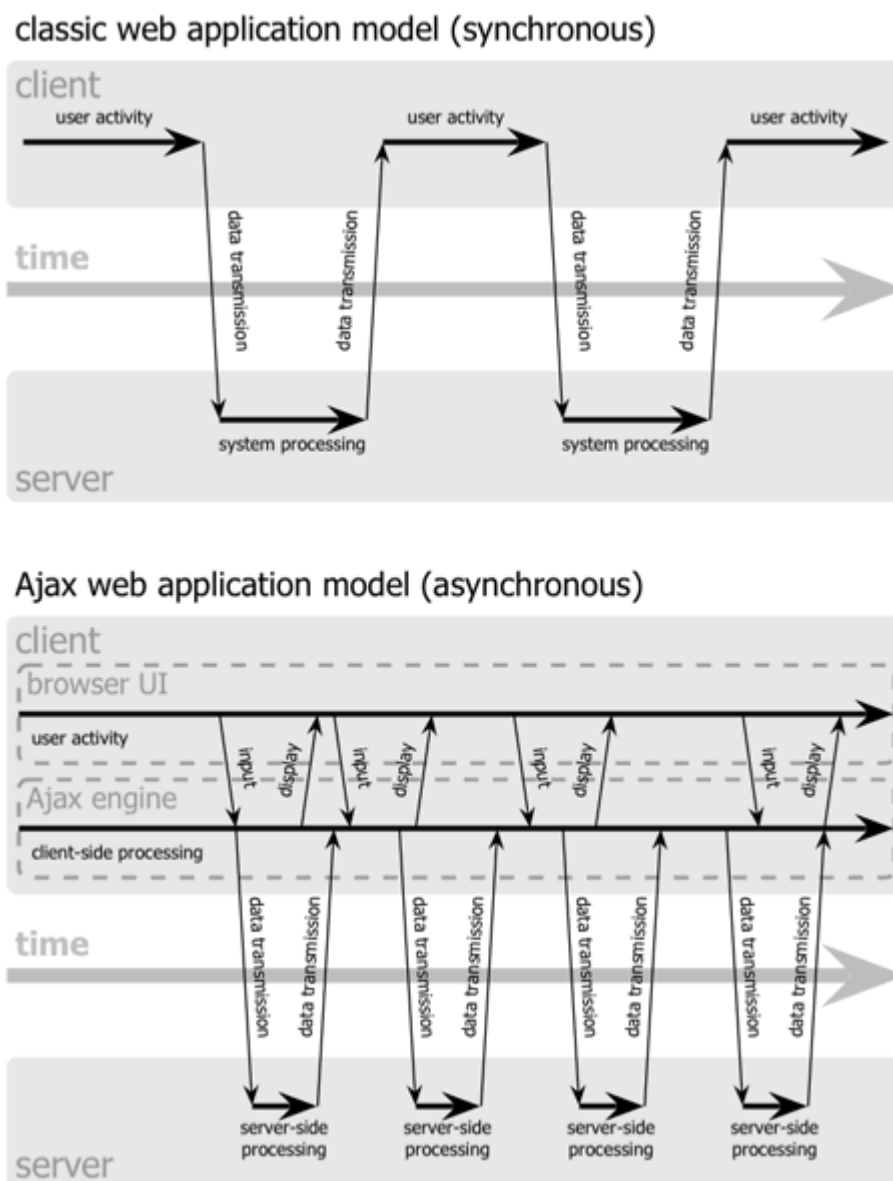 classic web application model (synchronous)
client
user activity
user activity
user activity
data transmission
data transmission
data transmission
data transmission
time
system processing
system processing
server
Ajax web application model (asynchronous)
client
browser UI
user activity
input
display
input
display
input
display
input
display
Ajax engine
client-side processing
data transmission
data transmission
data transmission
data transmission
data transmission
data transmission
data transmission
data transmission
time
server-side
processing
server-side
processing
server-side
processing
server-side
processing
server